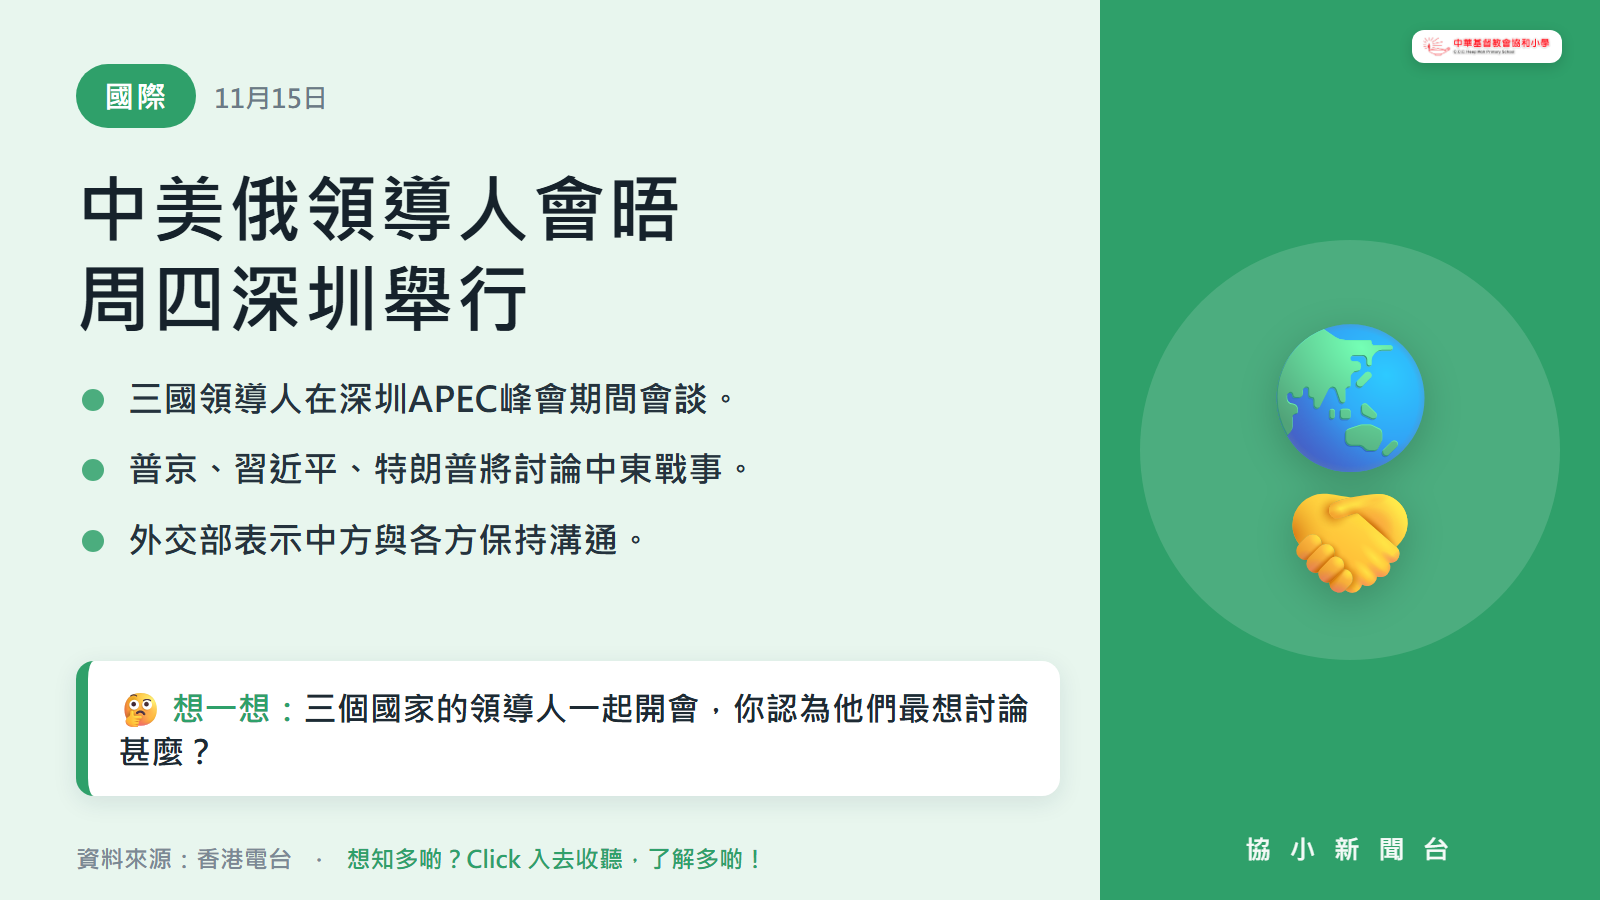 中華基督教會協和小學
國際 11月15日
中美俄領導人會晤
周四深圳舉行
三國領導人在深圳APEC峰會期間會談。
普京、習近平、特朗普將討論中東戰事。
外交部表示中方與各方保持溝通。
想一想：三個國家的領導人一起開會，你認為他們最想討論
甚麼？
資料來源：香港電台 · 想知多啲？Click 入去收聽，了解多啲！
協小新聞台